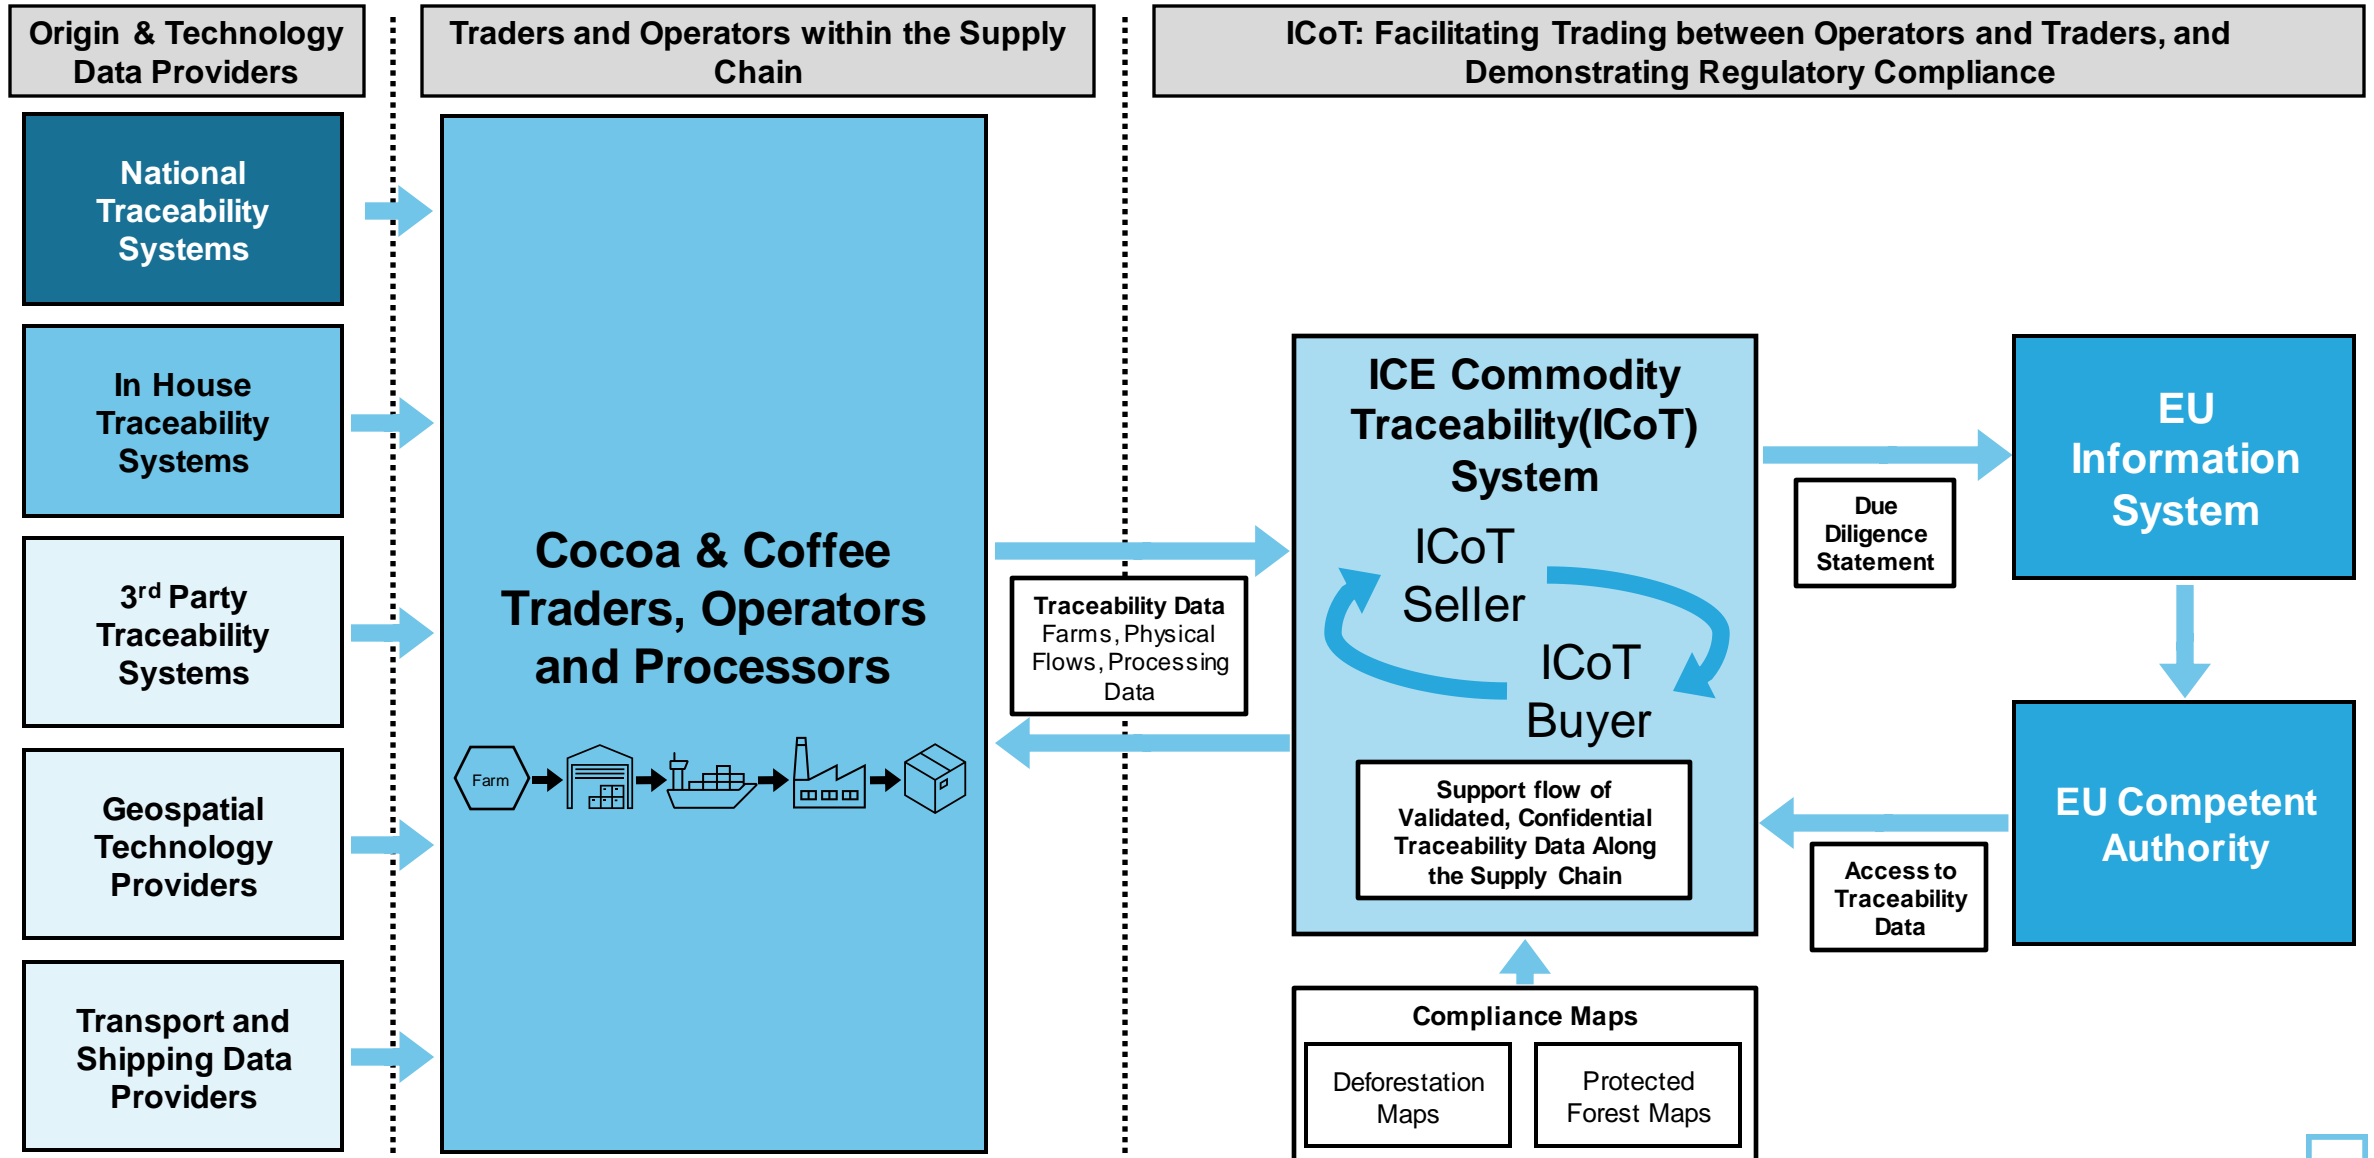 Origin & Technology
Data Providers
Traders and Operators within the Supply
Chain
ICoT: Facilitating Trading between Operators and Traders, and
Demonstrating Regulatory Compliance
National
Traceability
Systems
In House
Traceability
Systems
3rd Party
Traceability
Systems
Geospatial
Technology
Providers
Transport and
Shipping Data
Providers
Cocoa & Coffee
Traders, Operators
and Processors
Farm
Traceability Data
Farms, Physical
Flows, Processing
Data
ICE Commodity
Traceability(ICoT)
System
ICoT
Seller
ICoT
Buyer
Support flow of
Validated, Confidential
Traceability Data Along
the Supply Chain
Compliance Maps
Deforestation
Maps
Protected
Forest Maps
Due
Diligence
Statement
EU
Information
System
EU Competent
Authority
Access to
Traceability
Data